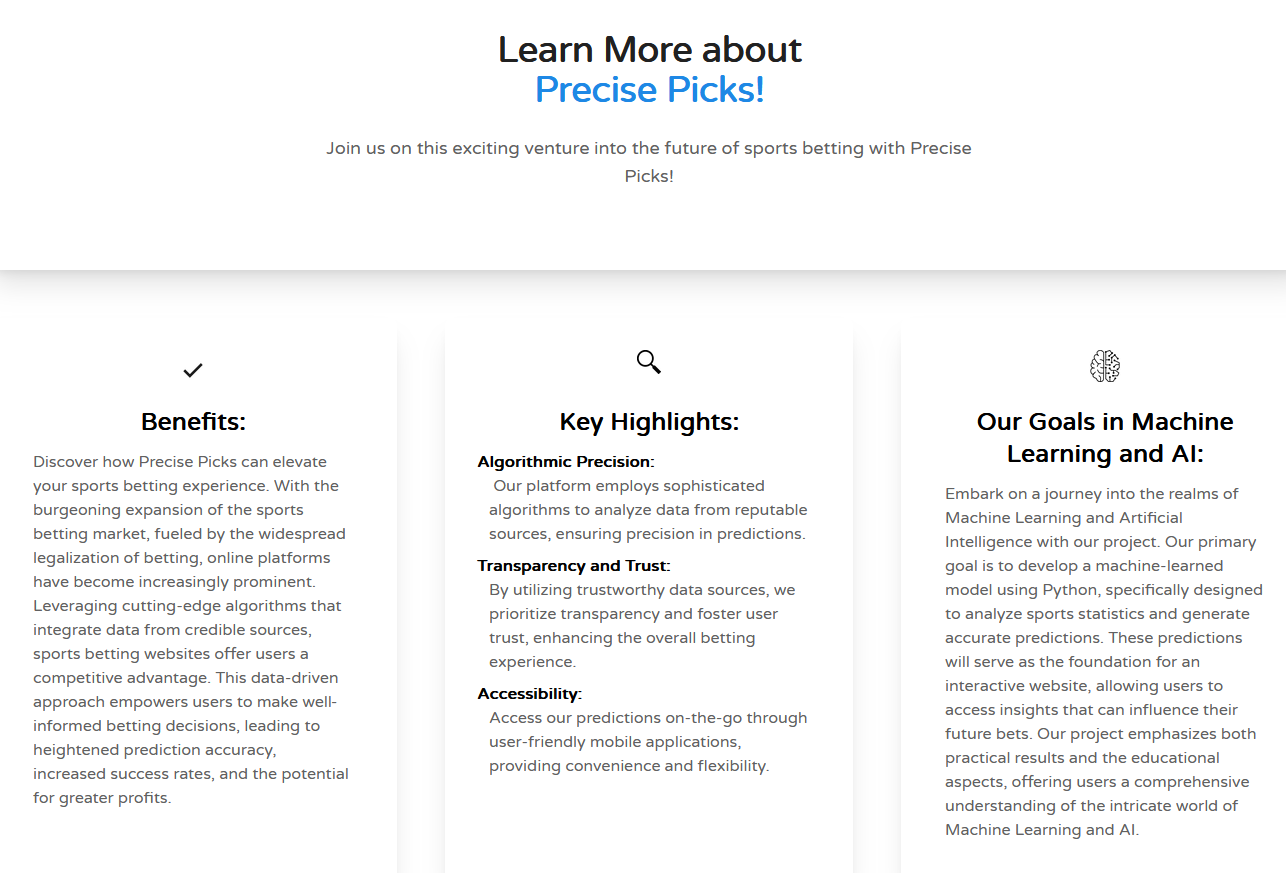 Learn More about
Precise Picks!
Join us on this exciting venture into the future of sports betting with Precise
Picks!
Benefits:
Discover how Precise Picks can elevate
your sports betting experience. With the
burgeoning expansion of the sports
betting market, fueled by the widespread
legalization of betting, online platforms
have become increasingly prominent.
Leveraging cutting-edge algorithms that
integrate data from credible sources,
sports betting websites offer users a
competitive advantage. This data-driven
approach empowers users to make well-
informed betting decisions, leading to
heightened prediction accuracy,
increased success rates, and the potential
for greater profits.
Key Highlights:
Algorithmic Precision:
Our platform employs sophisticated
algorithms to analyze data from reputable
sources, ensuring precision in predictions.
Transparency and Trust:
By utilizing trustworthy data sources, we
prioritize transparency and foster user
trust, enhancing the overall betting
experience.
Accessibility:
Access our predictions on-the-go through
user-friendly mobile applications,
providing convenience and flexibility.
Our Goals in Machine
Learning and AI:
Embark on a journey into the realms of
Machine Learning and Artificial
Intelligence with our project. Our primary
goal is to develop a machine-learned
model using Python, specifically designed
to analyze sports statistics and generate
accurate predictions. These predictions
will serve as the foundation for an
interactive website, allowing users to
access insights that can influence their
future bets. Our project emphasizes both
practical results and the educational
aspects, offering users a comprehensive
understanding of the intricate world of
Machine Learning and AI.